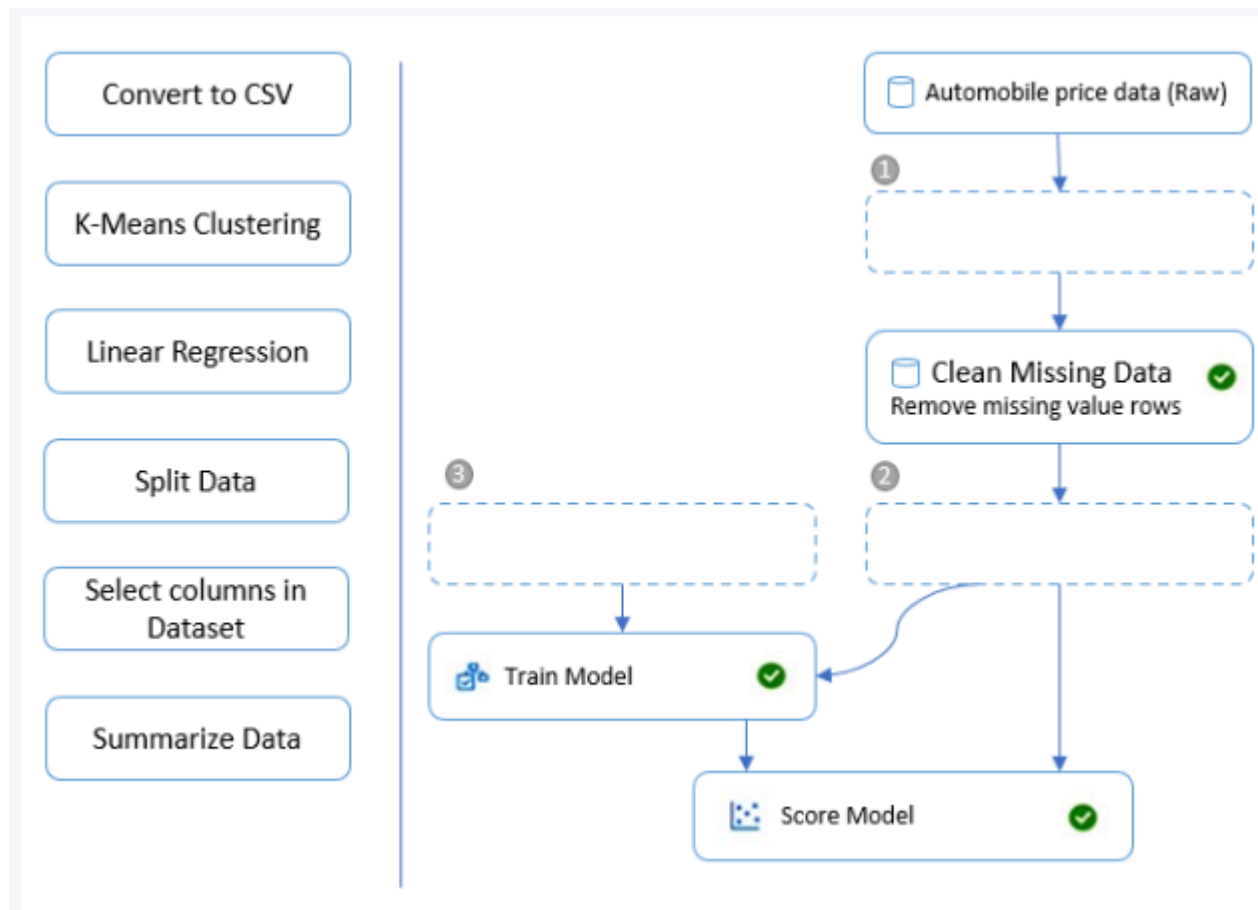 Convert to CSV
K-Means Clustering
Linear Regression
Split Data
Select columns in
Dataset
Summarize Data
Automobile price data (Raw)
1
Clean Missing Data
Remove missing value rows
3
2
Train Model
Score Model